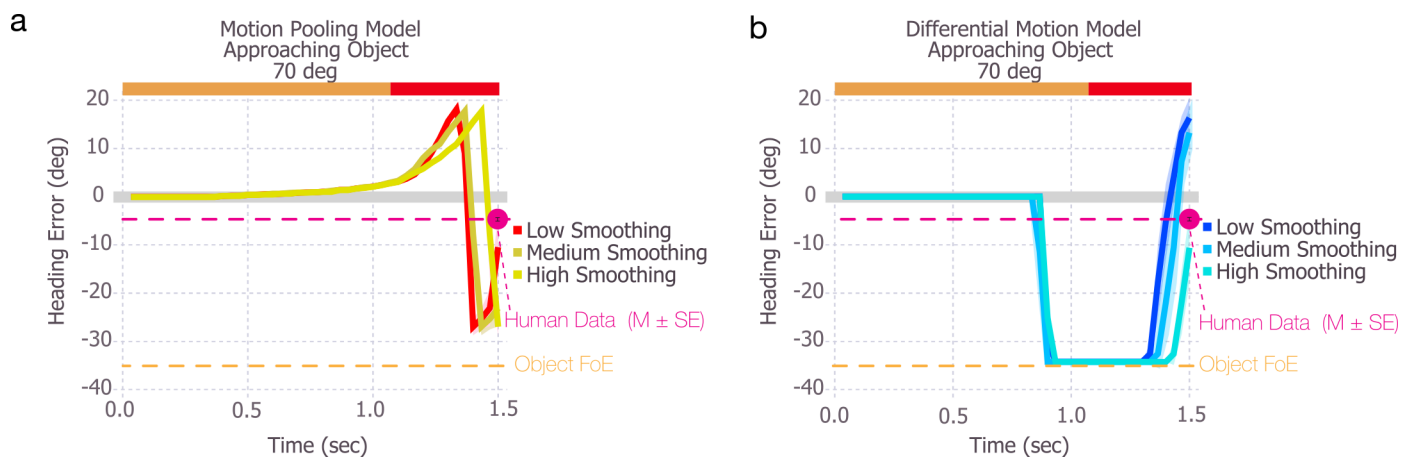 a
Motion Pooling Model
Approaching Object
70 deg
Heading Error (deg)
20
10
0
-10
-20
-30
-40
0.0
0.5
1.0
1.5
Time (sec)
Low Smoothing
Medium Smoothing
High Smoothing
Human Data (M ± SE)
Object FoE
b
Differential Motion Model
Approaching Object
70 deg
Heading Error (deg)
20
10
0
-10
-20
-30
-40
0.0
0.5
1.0
1.5
Time (sec)
Low Smoothing
Medium Smoothing
High Smoothing
Human Data (M ± SE)
Object FoE